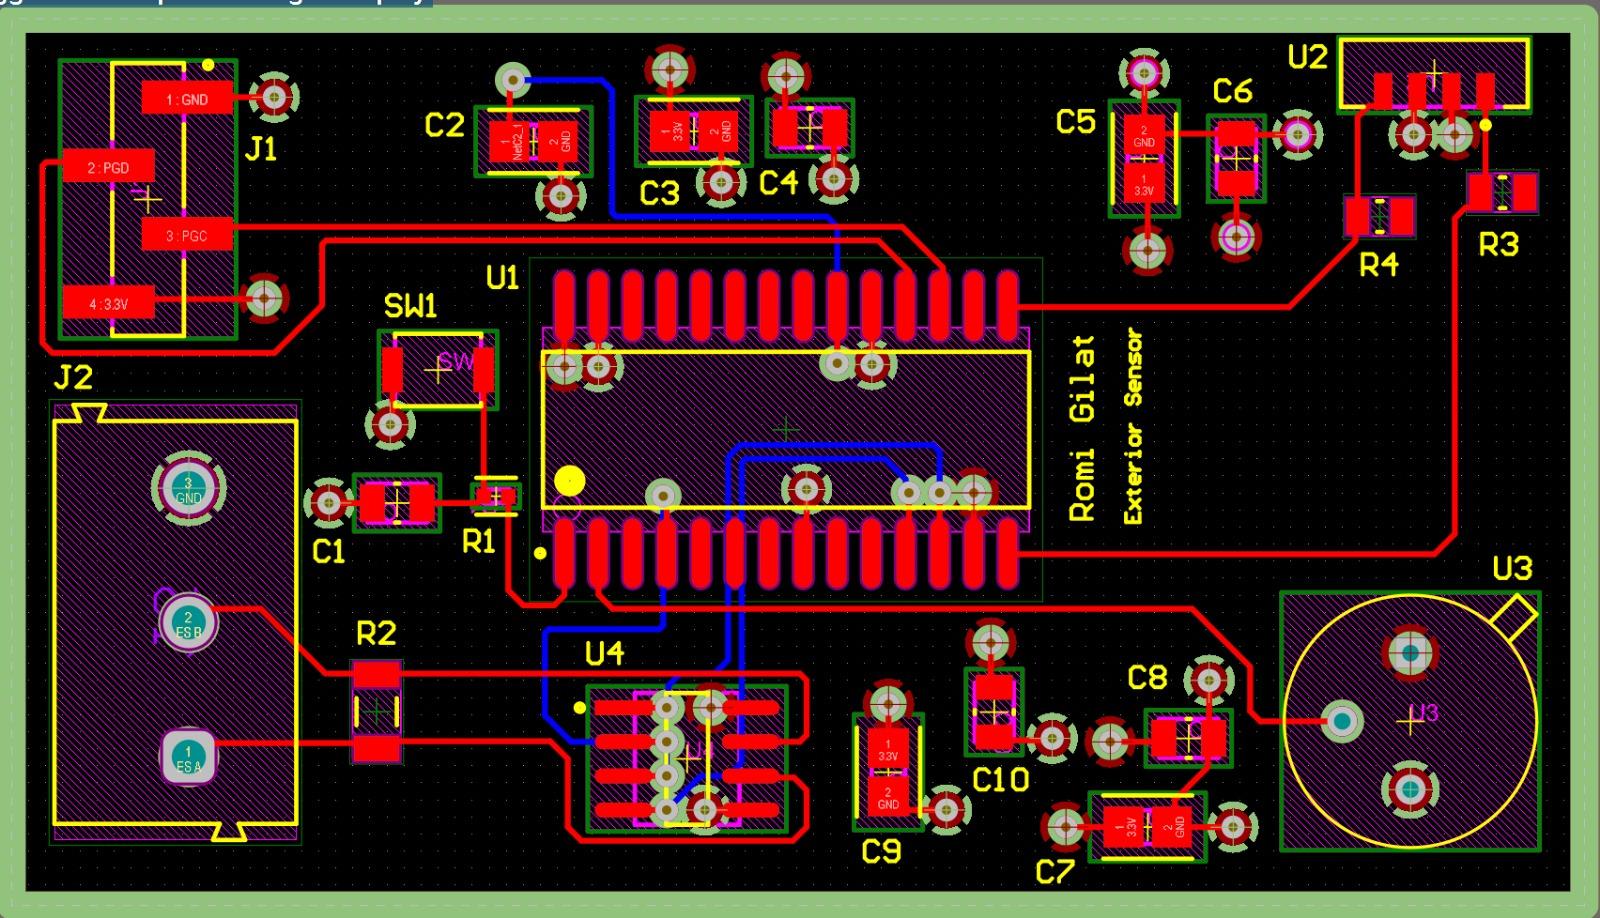 U2
C6
C5
2
GND
1
3.3V
C2
1
NetC2_1
2
GND
C3
1
3.3V
2
GND
C4
1 : GND
J1
2 : PGD
3 : PGC
4 : 3.3V
R4
R3
U1
SW1
SW
J2
3
GND
2
ES B
1
ES A
C1
R1
R2
Romi Gilat
Exterior Sensor
U3
U3
U4
C8
C10
C9
1
3.3V
2
GND
C7
1
3.3V
2
GND